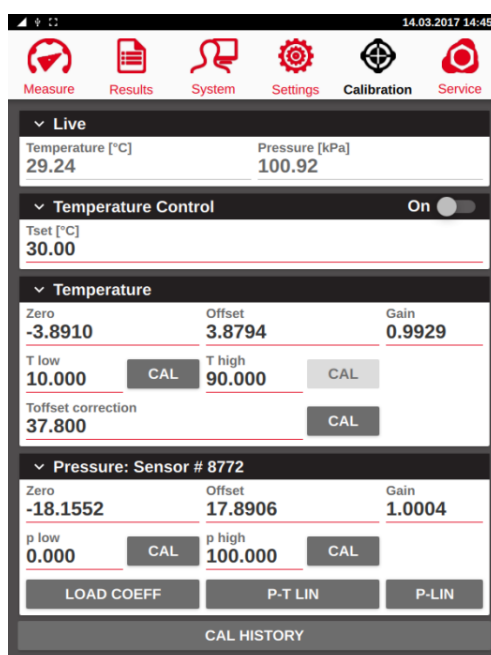 14.03.2017 14:45
Measure Results System Settings Calibration Service
Live
Temperature [°C] Pressure [kPa]
29.24 100.92
Temperature Control On
Tset [°C]
30.00
Temperature
Zero Offset Gain
-3.8910 3.8794 0.9929
T low T high
10.000 CAL 90.000 CAL
Toffset correction
37.800 CAL
Pressure: Sensor # 8772
Zero Offset Gain
-18.1552 17.8906 1.0004
p low p high
0.000 CAL 100.000 CAL
LOAD COEFF P-T LIN P-LIN
CAL HISTORY